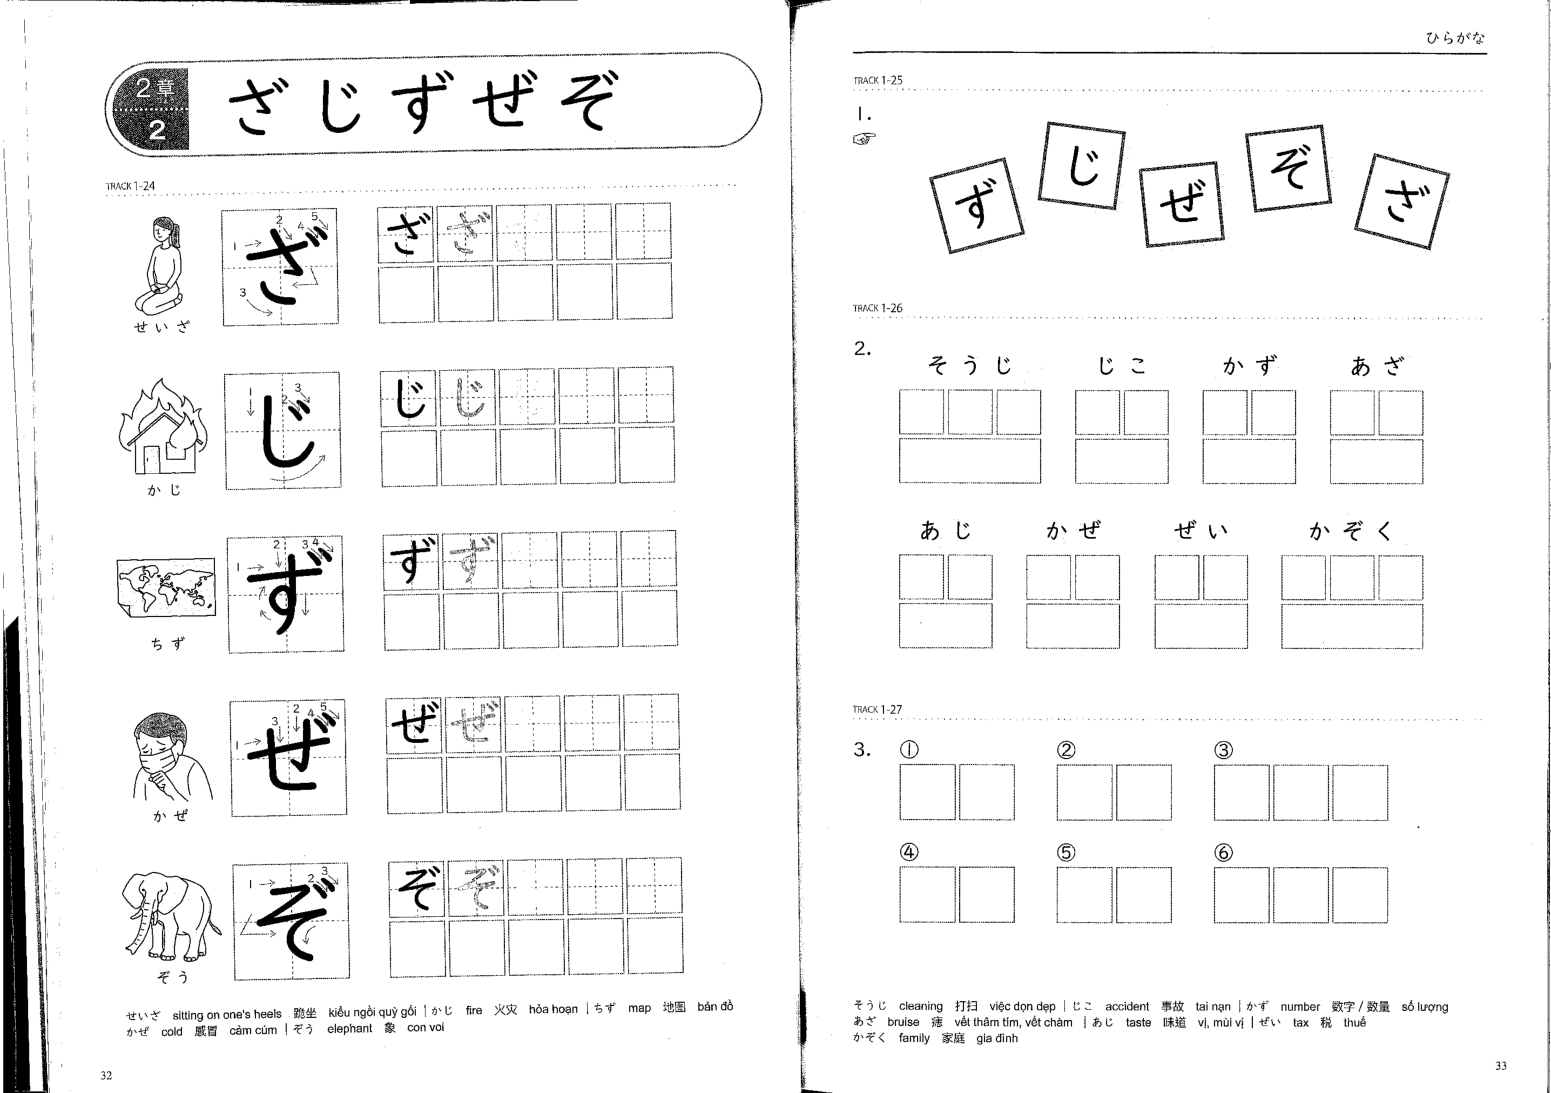 2章
2
ざ じ ず ぜ ぞ
TRACK 1-24
1 2 3 4 5
ざ ざ
せいざ
1 2 3
じ じ
かじ
1 2 3 4
ず ず
ちず
1 2 3 4 5
ぜ ぜ
かぜ
1 2 3
ぞ ぞ
ぞう
せいざ sitting on one's heels 跪坐 kiểu ngồi quỳ gối | かじ fire 火灾 hỏa hoạn | ちず map 地图 bản đồ
かぜ cold 感冒 cảm cúm | ぞう elephant 象 con voi
32
ひらがな
TRACK 1-25
1.
ず じ ぜ ぞ ざ
TRACK 1-26
2.
そうじ じこ かず あざ
あじ かぜ ぜい かぞく
TRACK 1-27
3. ① ② ③
④ ⑤ ⑥
そうじ cleaning 打扫 việc dọn dẹp | じこ accident 事故 tai nạn | かず number 数字 / 数量 số lượng
あざ bruise 痣 vết thâm tím, vết chàm | あじ taste 味道 vị, mùi vị | ぜい tax 税 thuế
かぞく family 家庭 gia đình
33